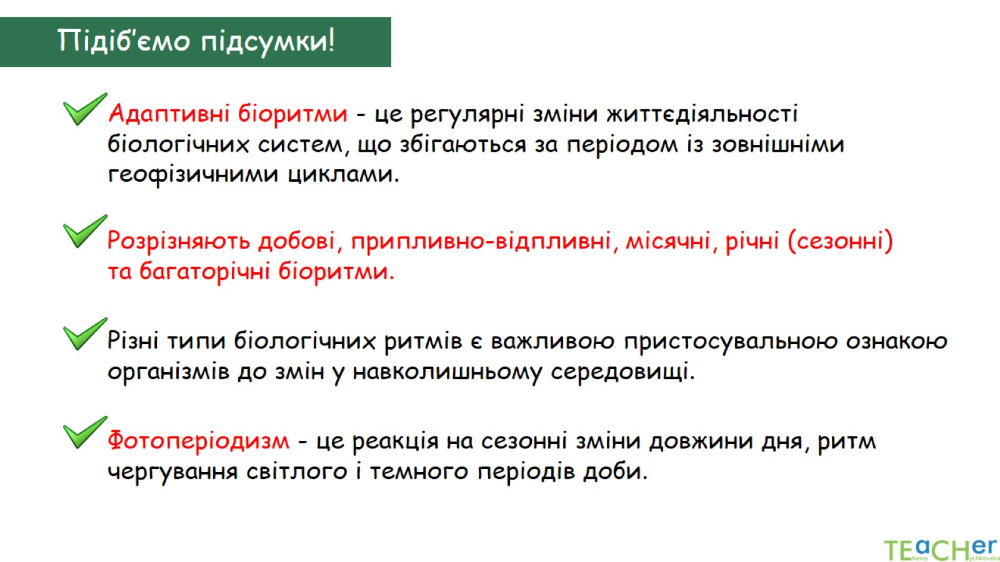 Підіб’ємо підсумки!
Адаптивні біоритми - це регулярні зміни життєдіяльності
біологічних систем, що збігаються за періодом із зовнішніми
геофізичними циклами.
Розрізняють добові, припливно-відпливні, місячні, річні (сезонні)
та багаторічні біоритми.
Різні типи біологічних ритмів є важливою пристосувальною ознакою
організмів до змін у навколишньому середовищі.
Фотоперіодизм - це реакція на сезонні зміни довжини дня, ритм
чергування світлого і темного періодів доби.
TEaCHer
tiana ychkovska